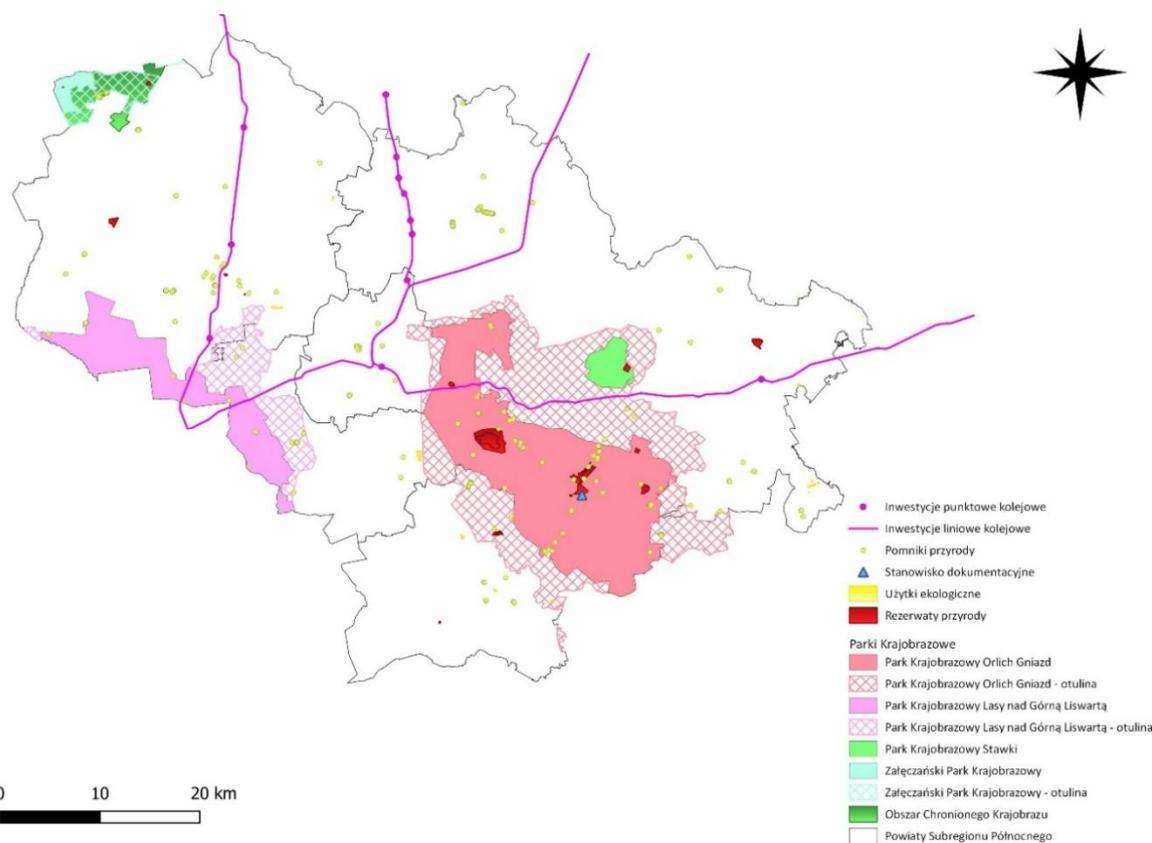 Inwestycje punktowe kolejowe
Inwestycje liniowe kolejowe
Pomniki przyrody
Stanowisko dokumentacyjne
Użytki ekologiczne
Rezerwaty przyrody
Parki Krajobrazowe
Park Krajobrazowy Orlich Gniazd
Park Krajobrazowy Orlich Gniazd - otulina
Park Krajobrazowy Lasy nad Górną Liswartą
Park Krajobrazowy Lasy nad Górną Liswartą - otulina
Park Krajobrazowy Stawki
Załęczański Park Krajobrazowy
Załęczański Park Krajobrazowy - otulina
Obszar Chronionego Krajobrazu
Powiaty Subregionu Północnego
0 10 20 km